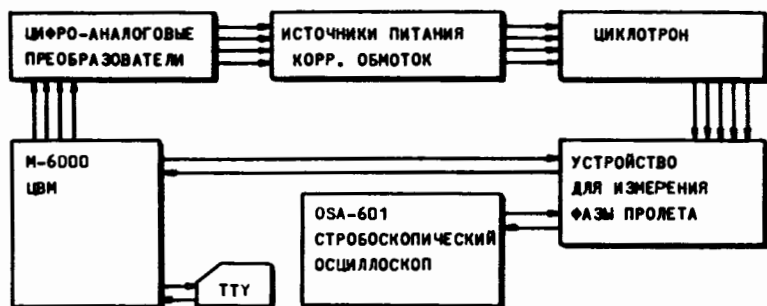 ЦИФРО-АНАЛОГОВЫЕ
ПРЕОБРАЗОВАТЕЛИ
ИСТОЧНИКИ ПИТАНИЯ
КОРР. ОБМОТОК
ЦИКЛОТРОН
М-6000
ЦВМ
УСТРОЙСТВО
ДЛЯ ИЗМЕРЕНИЯ
ФАЗЫ ПРОЛЕТА
OSA-601
СТРОБОСКОПИЧЕСКИЙ
ОСЦИЛЛОСКОП
TTY